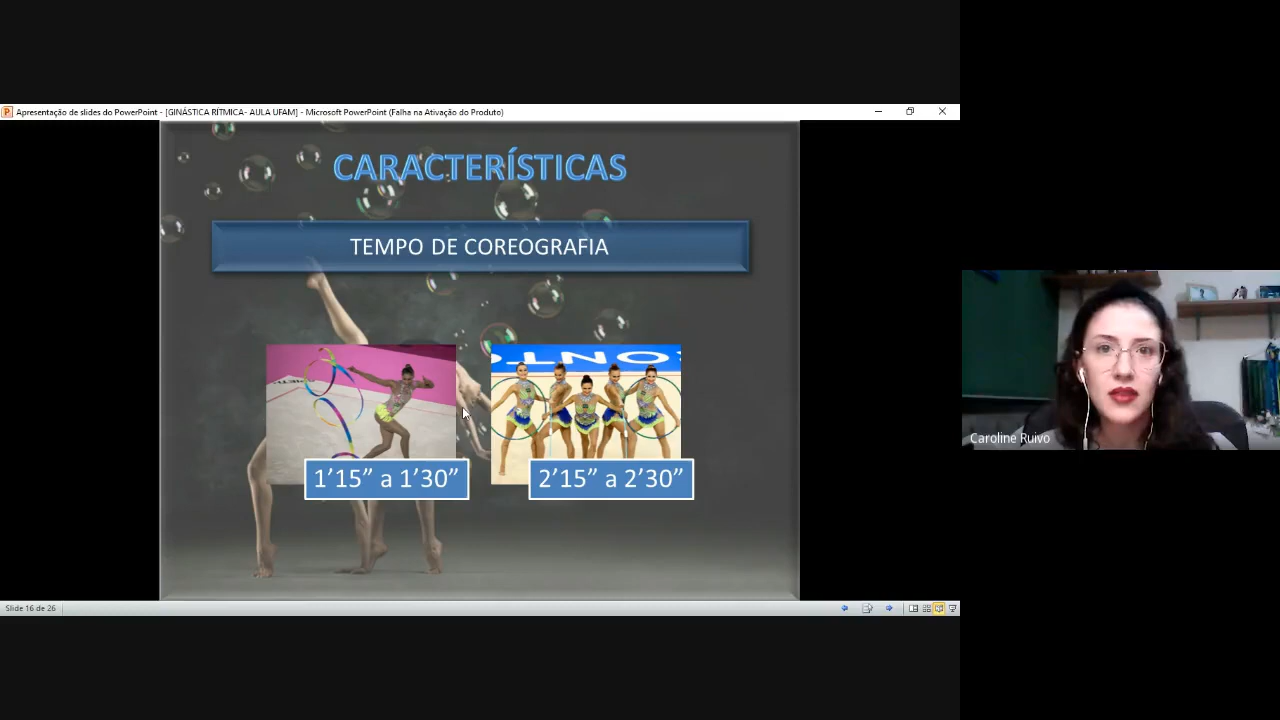 Apresentação de slides do PowerPoint - [GINÁSTICA RÍTMICA- AULA UFAM] - Microsoft PowerPoint (Falha na Ativação do Produto)
CARACTERÍSTICAS
TEMPO DE COREOGRAFIA
1’15” a 1’30”
2’15” a 2’30”
Caroline Ruivo
Slide 16 de 26